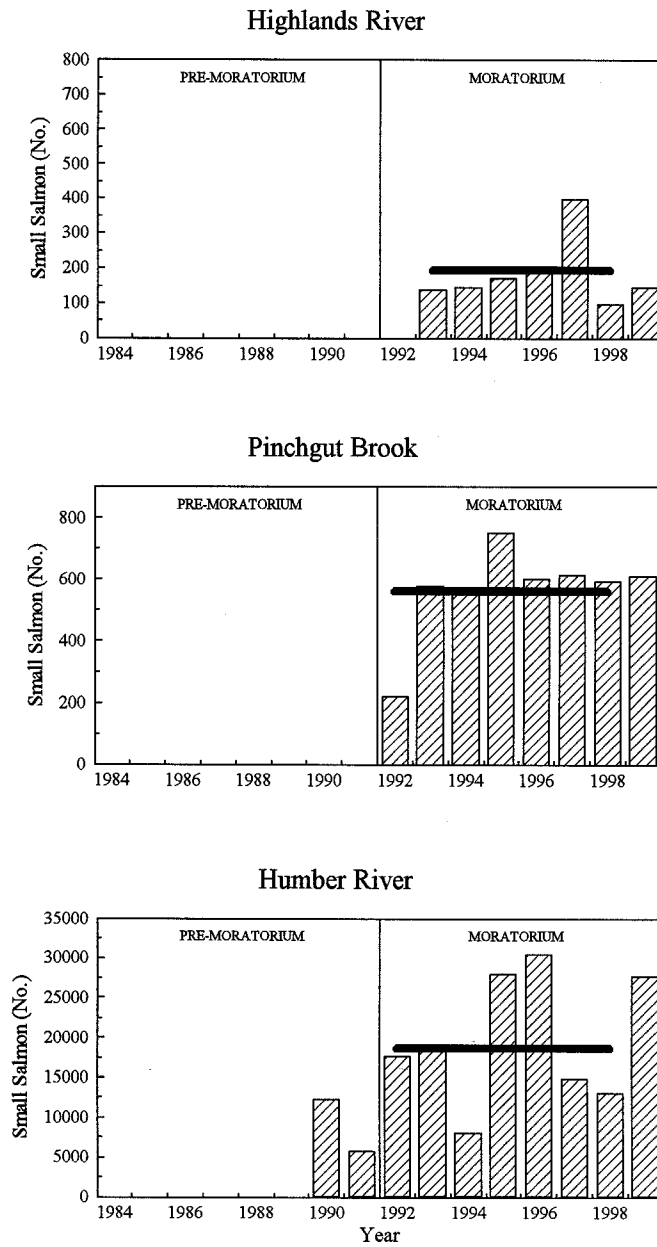 Highlands River
Small Salmon (No.)
800
700
600
500
400
300
200
100
0
PRE-MORATORIUM MORATORIUM
1984 1986 1988 1990 1992 1994 1996 1998
Pinchgut Brook
Small Salmon (No.)
800
600
400
200
0
PRE-MORATORIUM MORATORIUM
1984 1986 1988 1990 1992 1994 1996 1998
Humber River
Small Salmon (No.)
35000
30000
25000
20000
15000
10000
5000
0
PRE-MORATORIUM MORATORIUM
1984 1986 1988 1990 1992 1994 1996 1998
Year